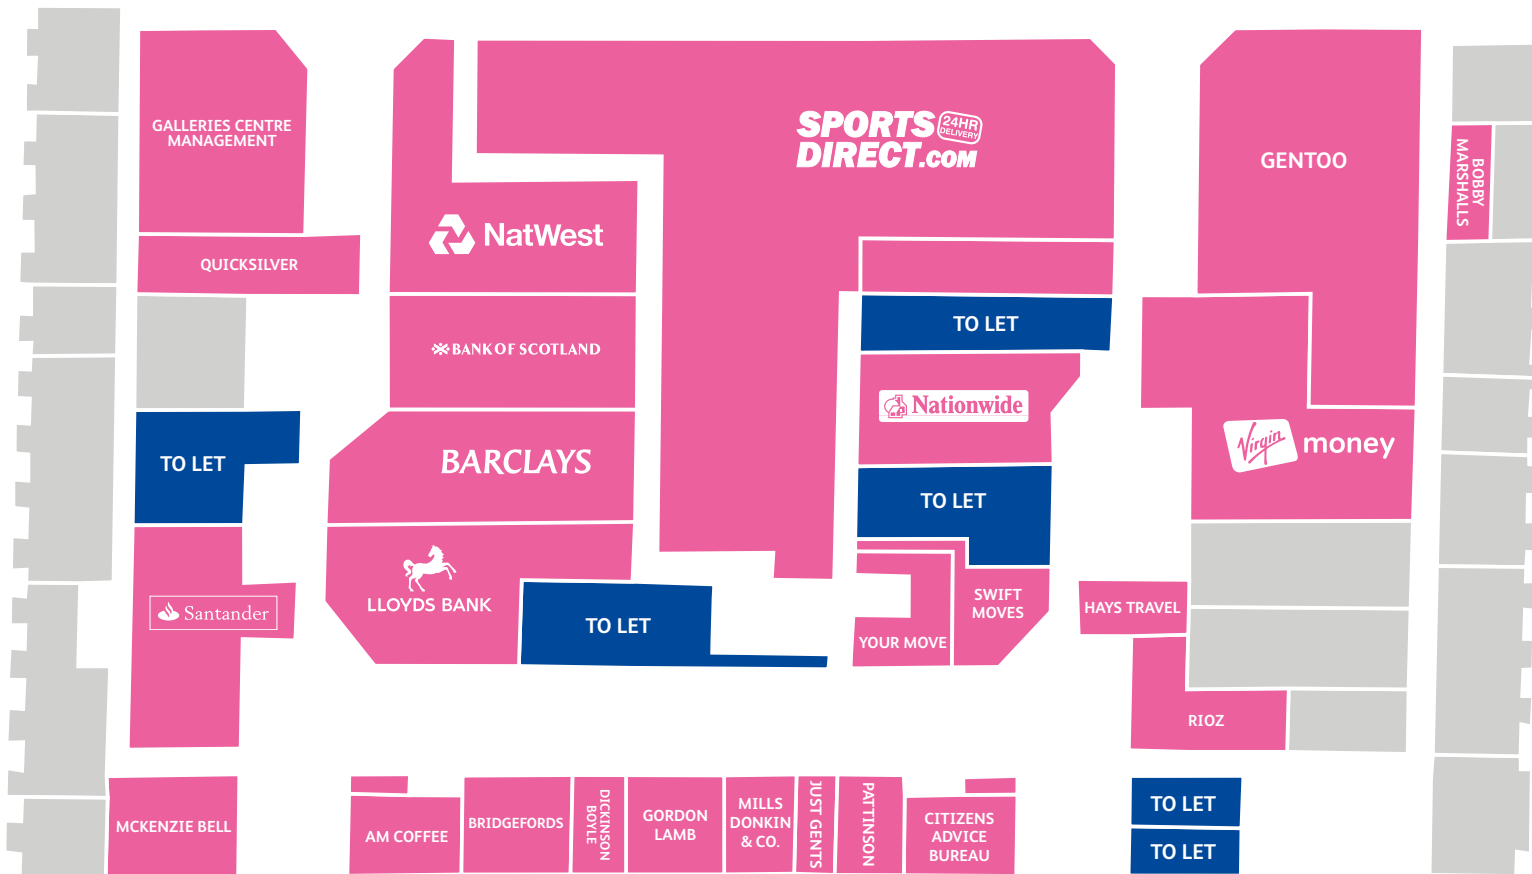 GALLERIES CENTRE
MANAGEMENT
QUICKSILVER
TO LET
Santander
MCKENZIE BELL
NatWest
BANK OF SCOTLAND
BARCLAYS
LLOYDS BANK
TO LET
SPORTS
DIRECT.COM
24HR
DELIVERY
TO LET
Nationwide
TO LET
SWIFT
MOVES
YOUR MOVE
GENTOO
Virgin money
HAYS TRAVEL
RIOZ
BOBBY
MARSHALLS
AM COFFEE
BRIDGEFORDS
DICKINSON
BOYLE
GORDON
LAMB
MILLS
DONKIN
& CO.
JUST GENTS
PATTINSON
CITIZENS
ADVICE
BUREAU
TO LET
TO LET